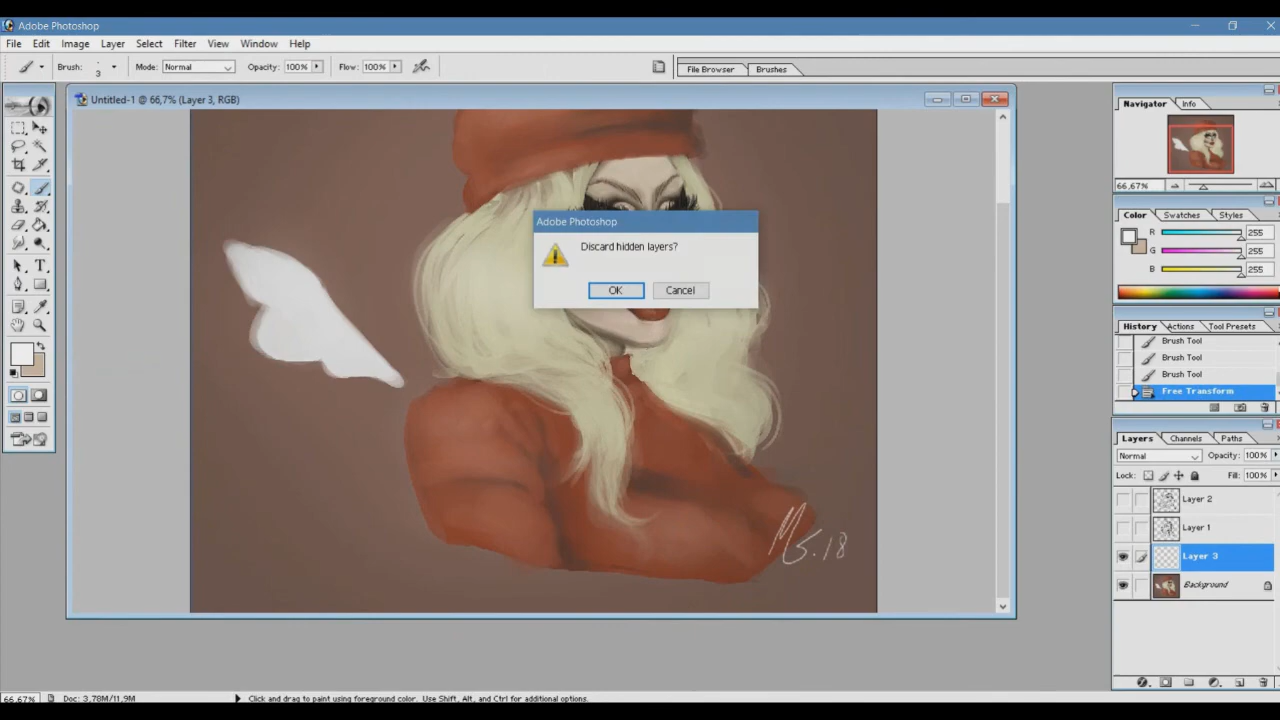 Adobe Photoshop
File Edit Image Layer Select Filter View Window Help
Brush: 3 Mode: Normal Opacity: 100% Flow: 100% File Browser Brushes
Untitled-1 @ 66,7% (Layer 3, RGB)
Navigator Info
66,67%
Color Swatches Styles
R 255
G 255
B 255
Adobe Photoshop
Discard hidden layers?
OK Cancel
History Actions Tool Presets
Brush Tool
Brush Tool
Brush Tool
Free Transform
Layers Channels Paths
Normal Opacity: 100%
Lock: Fill: 100%
Layer 2
Layer 1
Layer 3
Background
MS.18
66,67% Doc: 3,78M/11,9M Click and drag to paint using foreground color. Use Shift, Alt, and Ctrl for additional options.